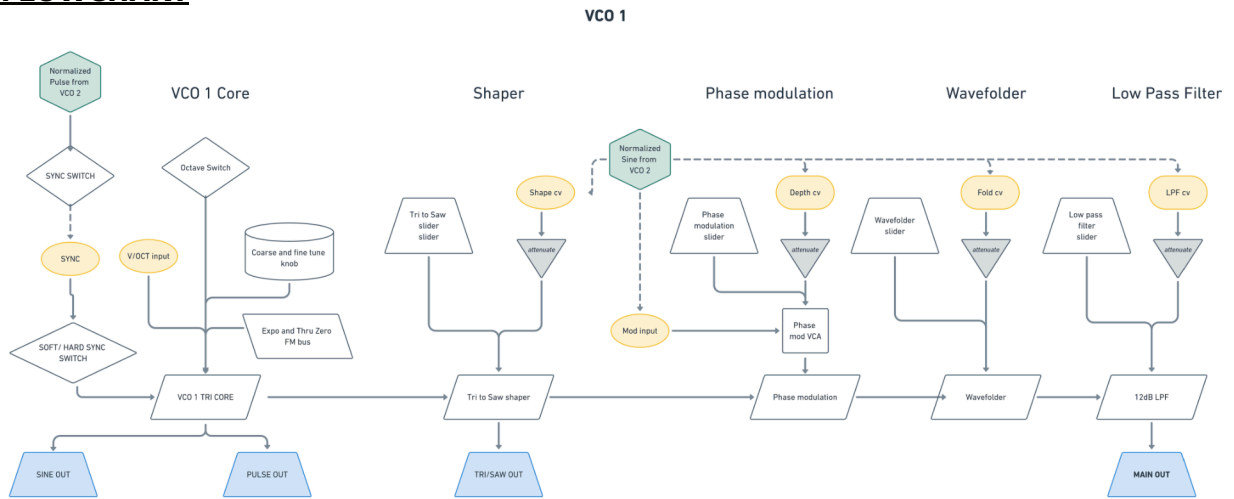 VCO 1
Normalized
Pulse from
VCO 2
VCO 1 Core
Shaper
Phase modulation
Wavefolder
Low Pass Filter
SYNC SWITCH
Octave Switch
Normalized
Sine from
VCO 2
Shape cv
Depth cv
Fold cv
LPF cv
Tri to Saw
slider
slider
Phase
modulation
slider
Wavefolder
slider
Low pass
filter
slider
attenuate
attenuate
attenuate
attenuate
SYNC
V/OCT input
Coarse and fine tune
knob
Expo and Thru Zero
FM bus
Mod input
Phase
mod VCA
SOFT/ HARD SYNC
SWITCH
VCO 1 TRI CORE
Tri to Saw shaper
Phase modulation
Wavefolder
12dB LPF
SINE OUT
PULSE OUT
TRI/SAW OUT
MAIN OUT